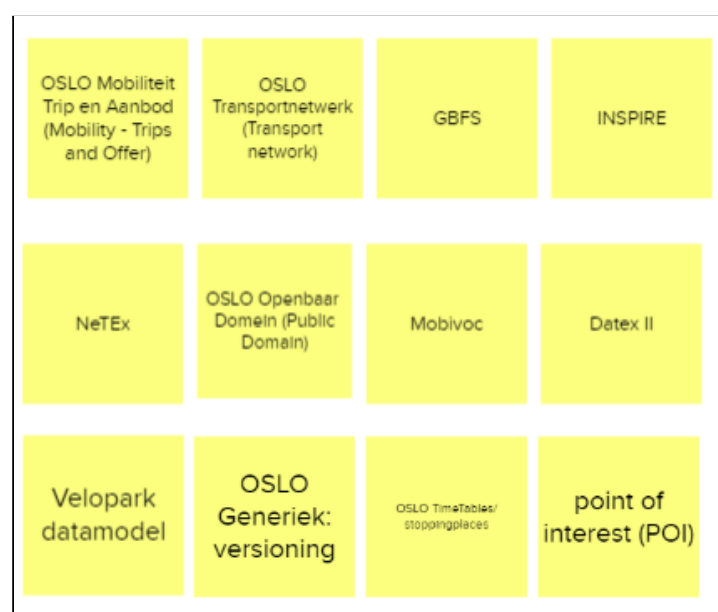 OSLO Mobiliteit
Trip en Aanbod
(Mobility - Trips
and Offer)
OSLO
Transportnetwerk
(Transport
network)
GBFS
INSPIRE
NeTEx
OSLO Openbaar
Domein (Public
Domain)
Mobivoc
Datex II
Velopark
datamodel
OSLO
Generiek:
versioning
OSLO TimeTables/
stoppingplaces
point of
interest (POI)